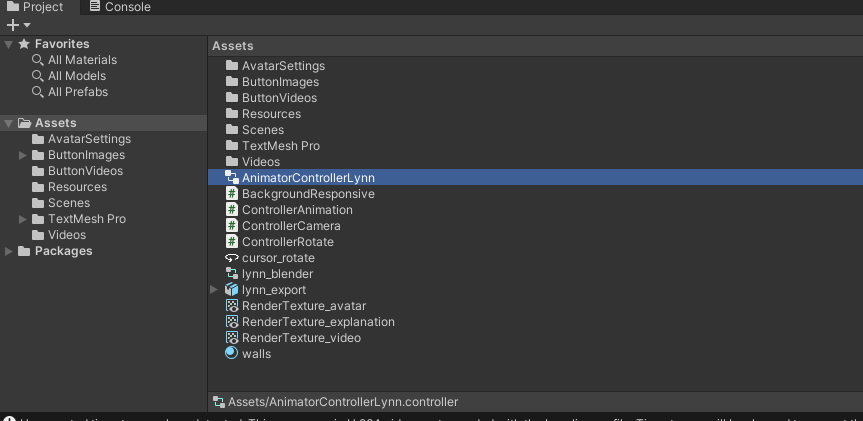 Project Console
Favorites
All Materials
All Models
All Prefabs
Assets
AvatarSettings
ButtonImages
ButtonVideos
Resources
Scenes
TextMesh Pro
Videos
Packages
Assets
AvatarSettings
ButtonImages
ButtonVideos
Resources
Scenes
TextMesh Pro
Videos
AnimatorControllerLynn
BackgroundResponsive
ControllerAnimation
ControllerCamera
ControllerRotate
cursor_rotate
lynn_blender
lynn_export
RenderTexture_avatar
RenderTexture_explanation
RenderTexture_video
walls
Assets/AnimatorControllerLynn.controller